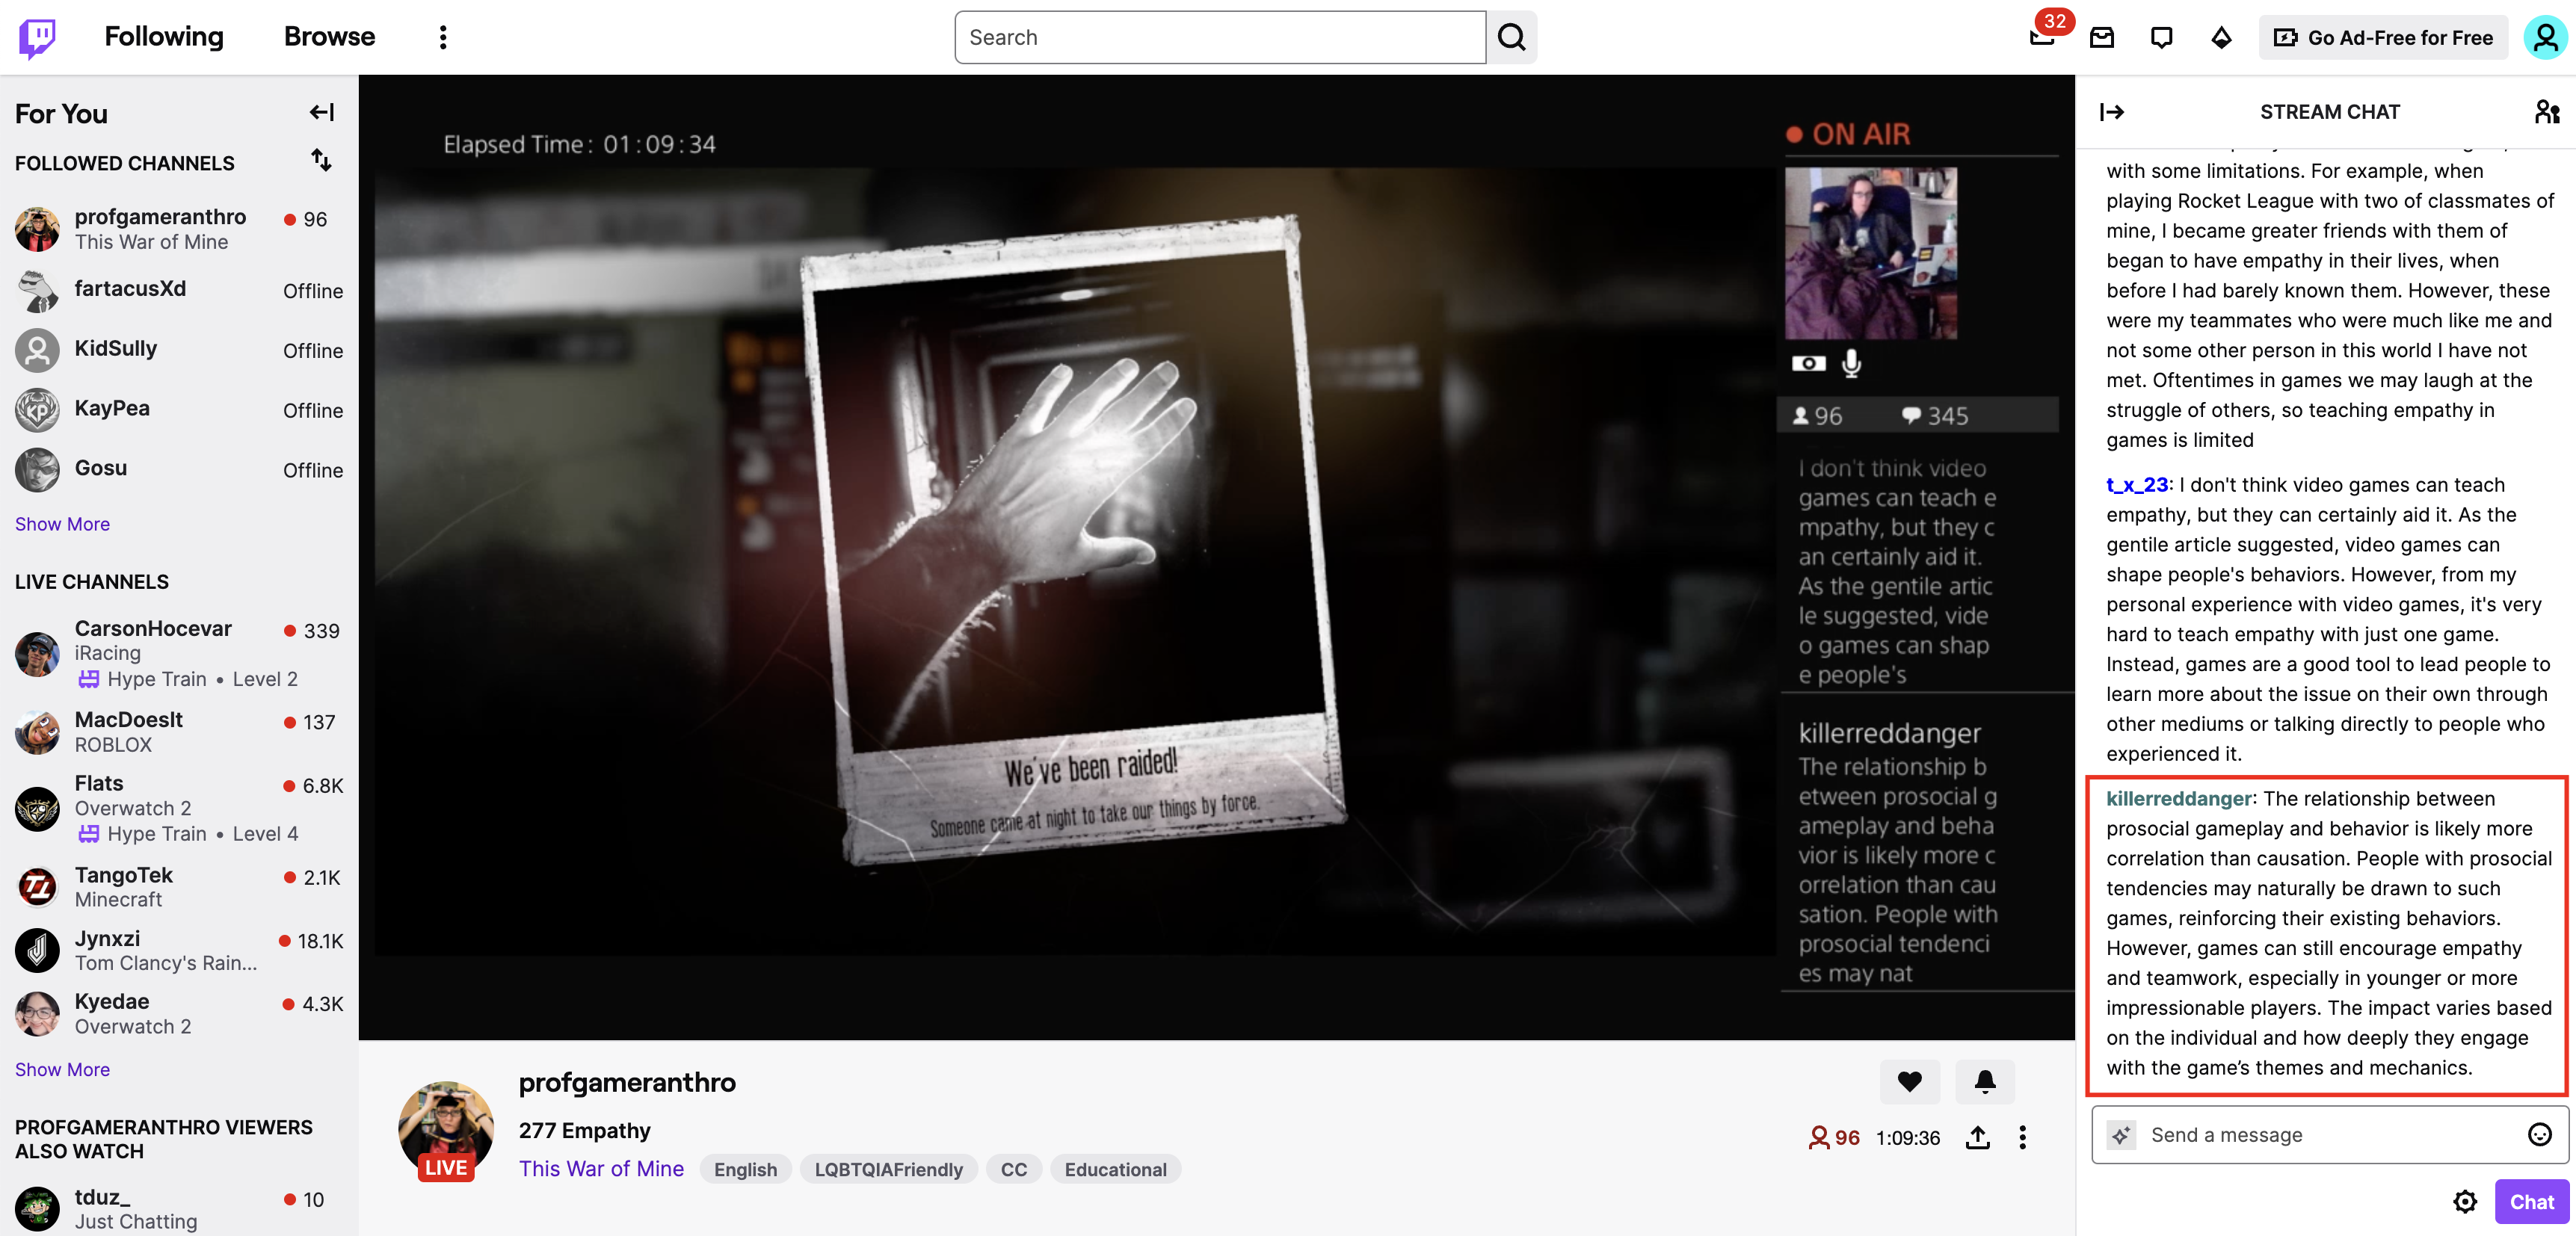 Following
Browse
Search
32
Go Ad-Free for Free
For You
FOLLOWED CHANNELS
profgameranthro
96
This War of Mine
fartacusXd
Offline
KidSully
Offline
KayPea
Offline
Gosu
Offline
Show More
LIVE CHANNELS
CarsonHocevar
339
iRacing
Hype Train • Level 2
MacDoesIt
137
ROBLOX
Flats
6.8K
Overwatch 2
Hype Train • Level 4
TangoTek
2.1K
Minecraft
Jynxzi
18.1K
Tom Clancy's Rain...
Kyedae
4.3K
Overwatch 2
Show More
PROFGAMERANTHRO VIEWERS
ALSO WATCH
tduz_
10
Just Chatting
Elapsed Time: 01:09:34
We've been raided!
Someone came at night to take our things by force.
ON AIR
96
345
I don't think video
games can teach e
mpathy, but they c
an certainly aid it.
As the gentile artic
le suggested, vide
o games can shap
e people's
killerreddanger
The relationship b
etween prosocial g
ameplay and beha
vior is likely more c
orrelation than cau
sation. People with
prosocial tendenci
es may nat
profgameranthro
277 Empathy
This War of Mine
English
LQBTQIAFriendly
CC
Educational
LIVE
96
1:09:36
STREAM CHAT
with some limitations. For example, when
playing Rocket League with two of classmates of
mine, I became greater friends with them of
began to have empathy in their lives, when
before I had barely known them. However, these
were my teammates who were much like me and
not some other person in this world I have not
met. Oftentimes in games we may laugh at the
struggle of others, so teaching empathy in
games is limited
t_x_23: I don't think video games can teach
empathy, but they can certainly aid it. As the
gentile article suggested, video games can
shape people's behaviors. However, from my
personal experience with video games, it's very
hard to teach empathy with just one game.
Instead, games are a good tool to lead people to
learn more about the issue on their own through
other mediums or talking directly to people who
experienced it.
killerreddanger: The relationship between
prosocial gameplay and behavior is likely more
correlation than causation. People with prosocial
tendencies may naturally be drawn to such
games, reinforcing their existing behaviors.
However, games can still encourage empathy
and teamwork, especially in younger or more
impressionable players. The impact varies based
on the individual and how deeply they engage
with the game’s themes and mechanics.
Send a message
Chat